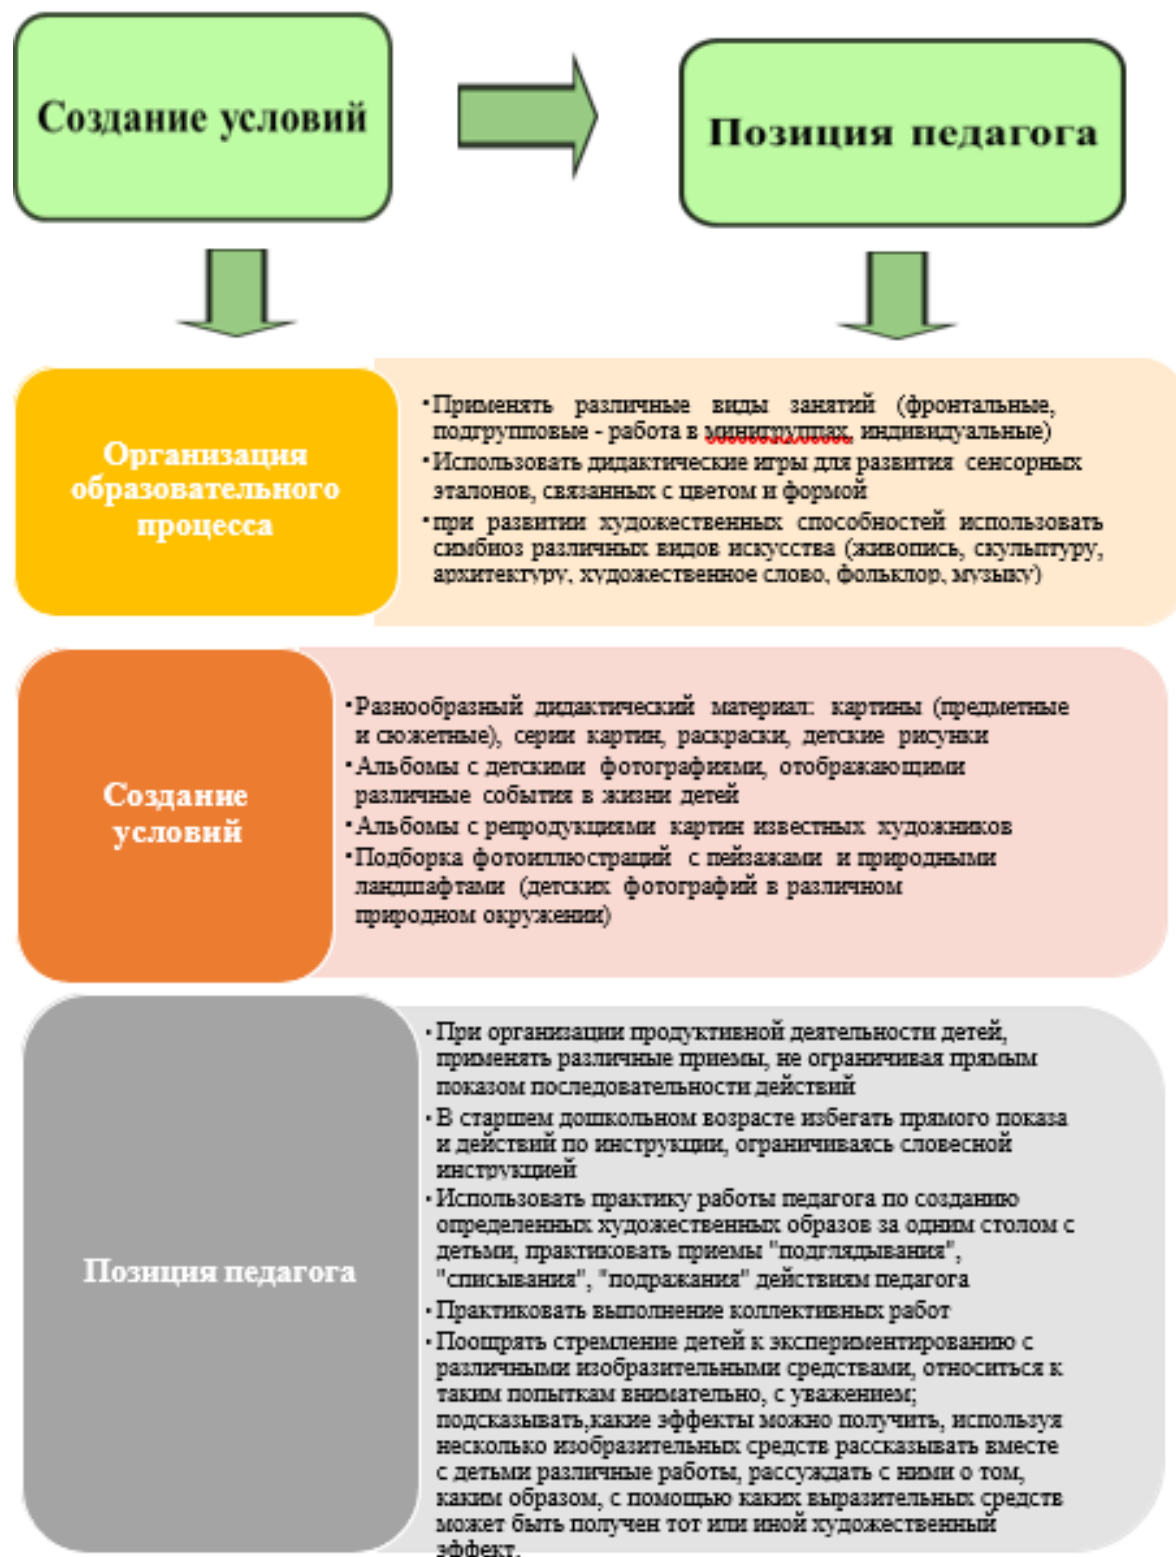 Создание условий
Позиция педагога
Организация
образовательного
процесса
•Применять различные виды занятий (фронтальные,
подгрупповые - работа в минигруппах, индивидуальные)
•Использовать дидактические игры для развития сенсорных
эталонов, связанных с цветом и формой
•при развитии художественных способностей использовать
симбиоз различных видов искусства (живопись, скульптуру,
архитектуру, художественное слово, фольклор, музыку)
Создание
условий
•Разнообразный дидактический материал: картины (предметные
и сюжетные), серии картин, раскраски, детские рисунки
•Альбомы с детскими фотографиями, отображающими
различные события в жизни детей
•Альбомы с репродукциями картин известных художников
•Подборка фотоиллюстраций с пейзажами и природными
ландшафтами (детских фотографий в различном
природном окружении)
Позиция педагога
•При организации продуктивной деятельности детей,
применять различные приемы, не ограничивая прямым
показом последовательности действий
•В старшем дошкольном возрасте избегать прямого показа
и действий по инструкции, ограничиваясь словесной
инструкцией
•Использовать практику работы педагога по созданию
определенных художественных образов за одним столом с
детьми, практиковать приемы "подглядывания",
"списывания", "подражания" действиям педагога
•Практиковать выполнение коллективных работ
•Поощрять стремление детей к экспериментированию с
различными изобразительными средствами, относиться к
таким попыткам внимательно, с уважением;
подсказывать,какие эффекты можно получить, используя
несколько изобразительных средств рассказывать вместе
с детьми различные работы, рассуждать с ними о том,
каким образом, с помощью каких выразительных средств
может быть получен тот или иной художественный
эффект.